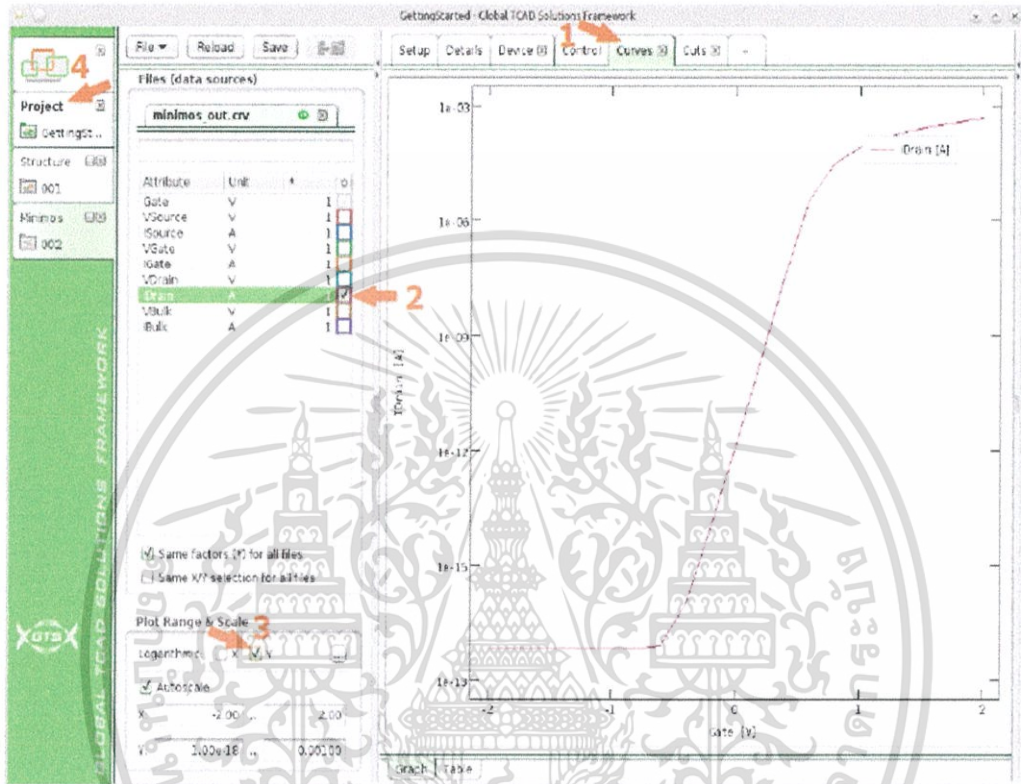 GettingStarted - Global TCAD Solutions Framework
4
Project
GettingSt...
Structure
001
Minimos
002
GLOBAL TCAD SOLUTIONS FRAMEWORK
GTS
File
Reload
Save
Files (data sources)
minimos_out.crv
Attribute Unit * o
Gate V 1
VSource V 1
ISource A 1
VGate V 1
IGate A 1
VDrain V 1
IDrain A
VBulk V 1
IBulk A 1
2
Same factors (*) for all files
Same X/Y selection for all files
Plot Range & Scale
3
Logarithmic X Y
Autoscale
X -2.00 .. 2.00
Y 1.00e-18 .. 0.00100
1
Setup Details Device Control Curves Cuts
IDrain [A]
1e-03
1e-06
1e-09
1e-12
1e-15
1e-18
IDrain [A]
-2 -1 0 1 2
Gate [V]
Graph Table